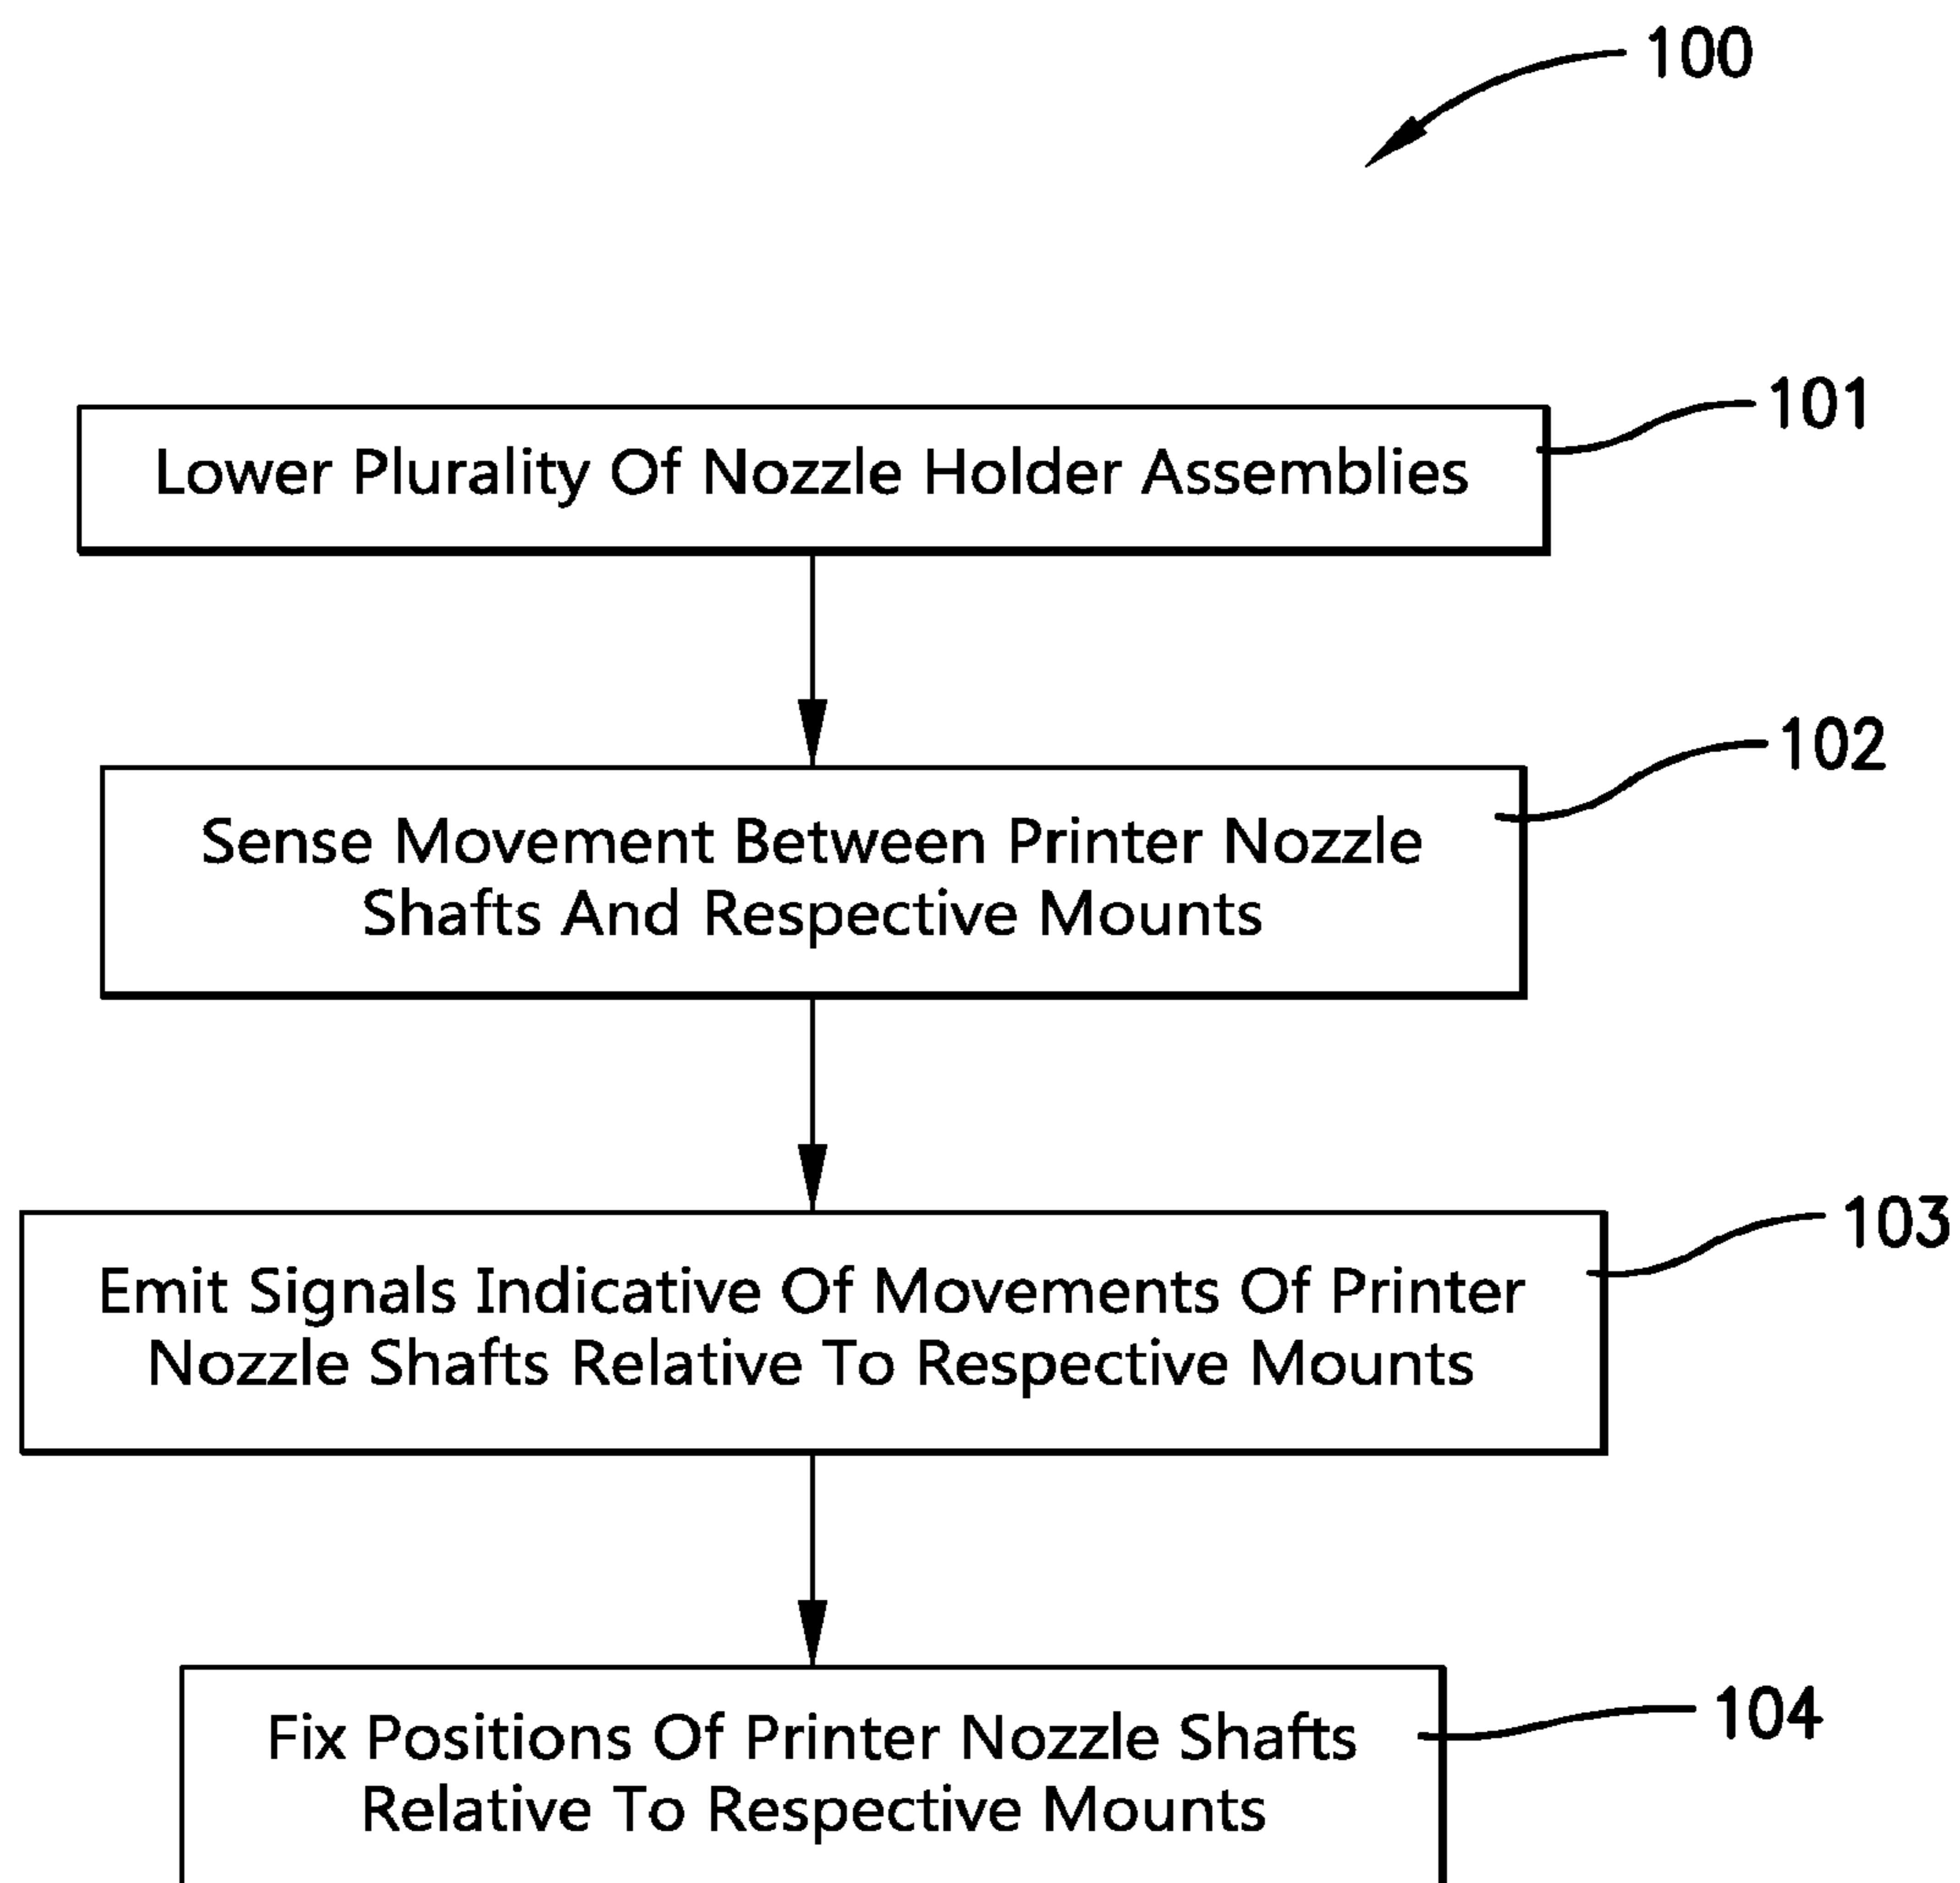 100
101
Lower Plurality Of Nozzle Holder Assemblies
102
Sense Movement Between Printer Nozzle
Shafts And Respective Mounts
103
Emit Signals Indicative Of Movements Of Printer
Nozzle Shafts Relative To Respective Mounts
104
Fix Positions Of Printer Nozzle Shafts
Relative To Respective Mounts